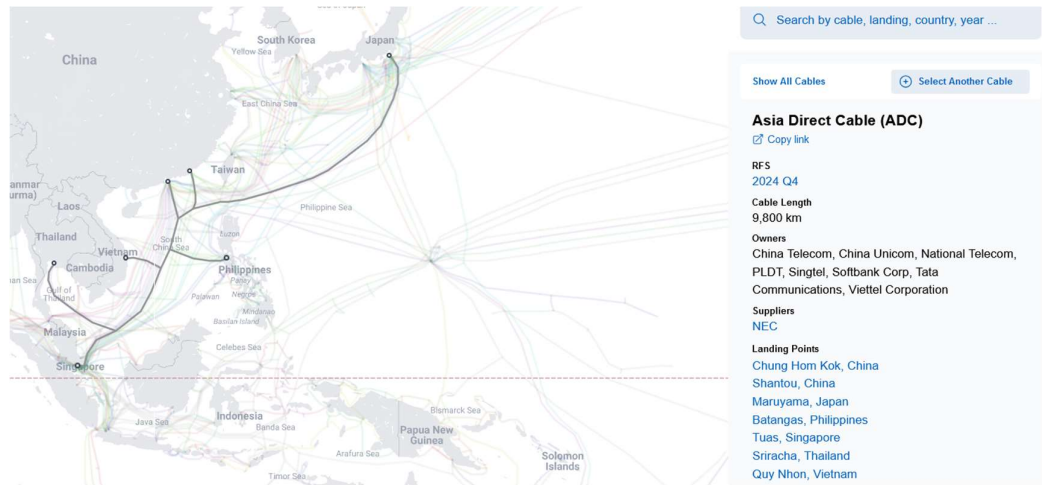 Search by cable, landing, country, year ...
Show All Cables
Select Another Cable
Asia Direct Cable (ADC)
Copy link
RFS
2024 Q4
Cable Length
9,800 km
Owners
China Telecom, China Unicom, National Telecom,
PLDT, Singtel, Softbank Corp, Tata
Communications, Viettel Corporation
Suppliers
NEC
Landing Points
Chung Hom Kok, China
Shantou, China
Maruyama, Japan
Batangas, Philippines
Tuas, Singapore
Sriracha, Thailand
Quy Nhon, Vietnam
South Korea
Japan
Yellow Sea
China
East China Sea
Taiwan
Laos
Philippine Sea
Thailand
Luzon
South
China Sea
Vietnam
Cambodia
Philippines
Gulf of
Thailand
Panay
Palawan
Negros
Mindanao
Basilan Island
Malaysia
Celebes Sea
Singapore
Indonesia
Java Sea
Banda Sea
Bismarck Sea
Papua New
Guinea
Arafura Sea
Solomon
Islands
Timor Sea